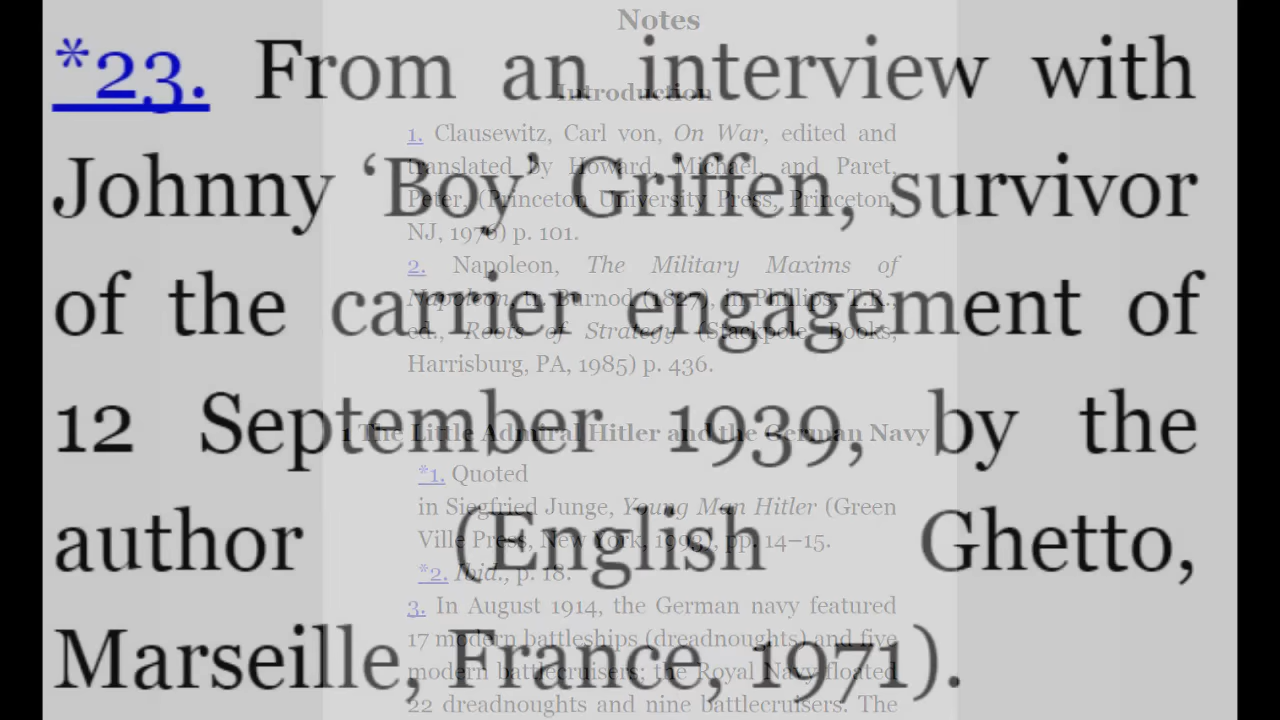 *23. From an interview with
Johnny ‘Boy’ Griffen, survivor
of the carrier engagement of
12 September 1939, by the
author (English Ghetto,
Marseille, France, 1971).
Notes
Introduction
1. Clausewitz, Carl von, On War, edited and
translated by Howard, Michael, and Paret,
Peter, (Princeton University Press, Princeton,
NJ, 1976) p. 101.
2. Napoleon, The Military Maxims of
Napoleon, tr. Burnod (1827), in Phillips, T.R.,
ed., Roots of Strategy (Stackpole Books,
Harrisburg, PA, 1985) p. 436.
1 The Little Admiral Hitler and the German Navy
*1. Quoted
in Siegfried Junge, Young Man Hitler (Green
Ville Press, New York, 1993), pp. 14–15.
*2. Ibid., p. 18.
3. In August 1914, the German navy featured
17 modern battleships (dreadnoughts) and five
modern battlecruisers; the Royal Navy floated
22 dreadnoughts and nine battlecruisers. The